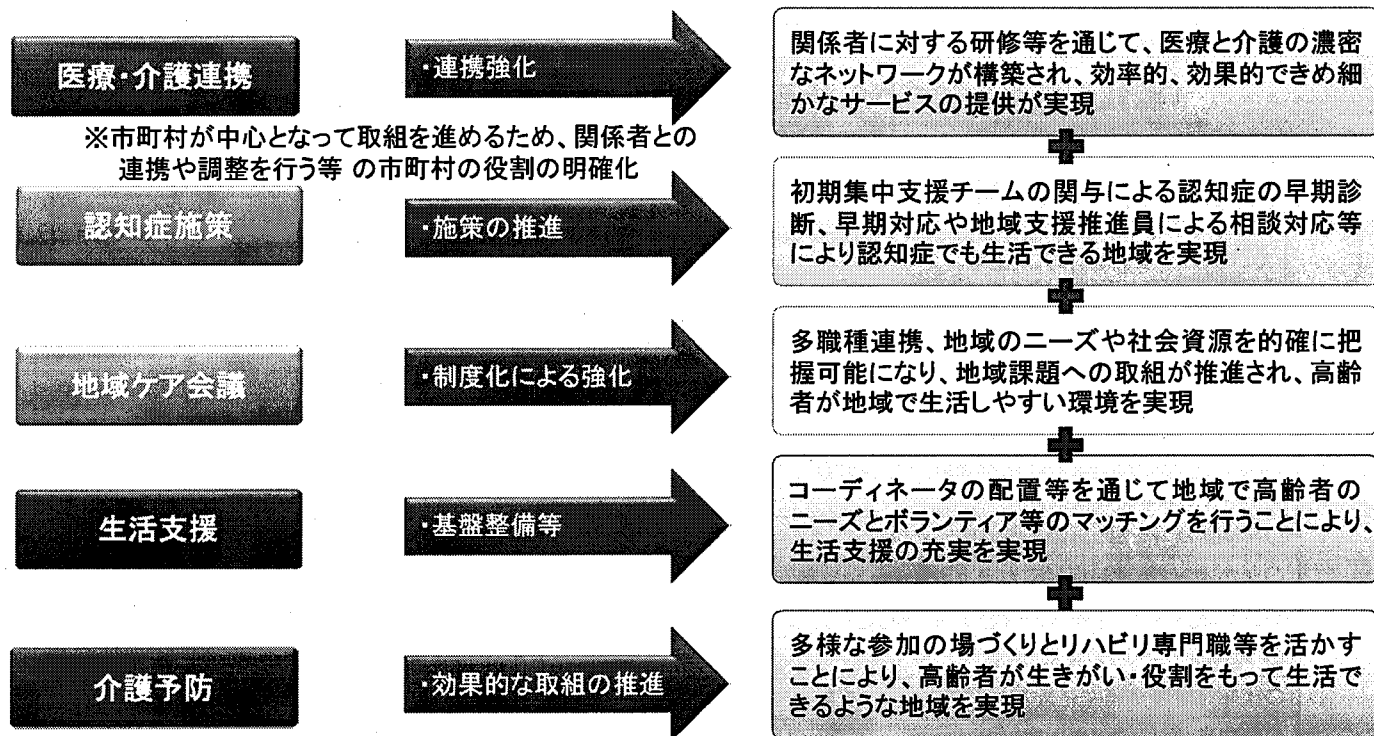 医療・介護連携
・連携強化
関係者に対する研修等を通じて、医療と介護の濃密
なネットワークが構築され、効率的、効果的できめ細
かなサービスの提供が実現
※市町村が中心となって取組を進めるため、関係者との
連携や調整を行う等 の市町村の役割の明確化
認知症施策
・施策の推進
初期集中支援チームの関与による認知症の早期診
断、早期対応や地域支援推進員による相談対応等
により認知症でも生活できる地域を実現
地域ケア会議
・制度化による強化
多職種連携、地域のニーズや社会資源を的確に把
握可能になり、地域課題への取組が推進され、高齢
者が地域で生活しやすい環境を実現
生活支援
・基盤整備等
コーディネータの配置等を通じて地域で高齢者の
ニーズとボランティア等のマッチングを行うことにより、
生活支援の充実を実現
介護予防
・効果的な取組の推進
多様な参加の場づくりとリハビリ専門職等を活かす
ことにより、高齢者が生きがい・役割をもって生活で
きるような地域を実現